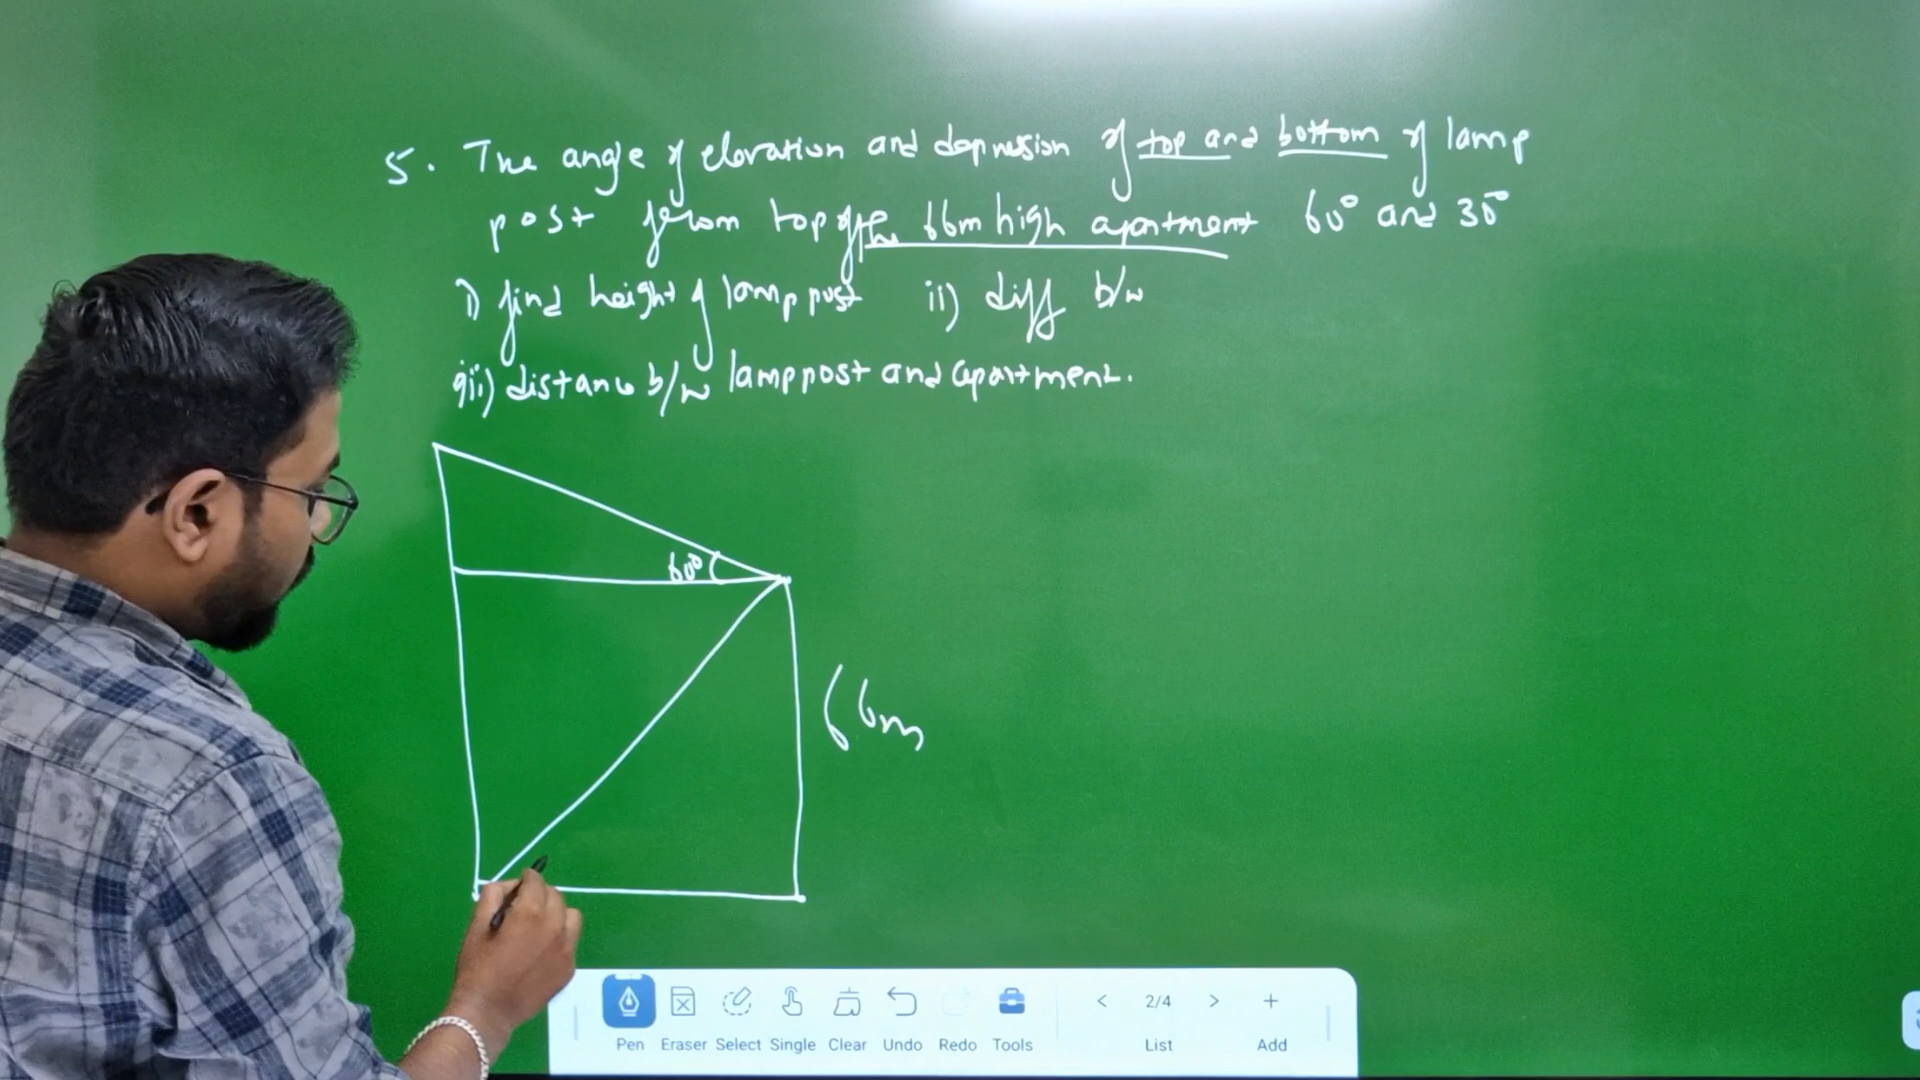 5. The angle of elevation and depression of top and bottom of lamp
post from top of the 66m high apartment 60° and 30°
i) find height of lamp post ii) diff b/w
iii) distance b/w lamp post and apartment.
60°
66m
Pen Eraser Select Single Clear Undo Redo Tools < 2/4 > List + Add